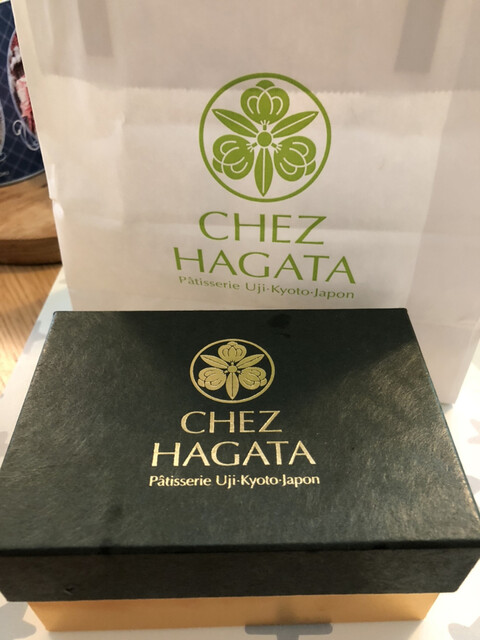 CHEZ
HAGATA
Pâtisserie Uji·Kyoto·Japon
CHEZ
HAGATA
Pâtisserie Uji·Kyoto·Japon